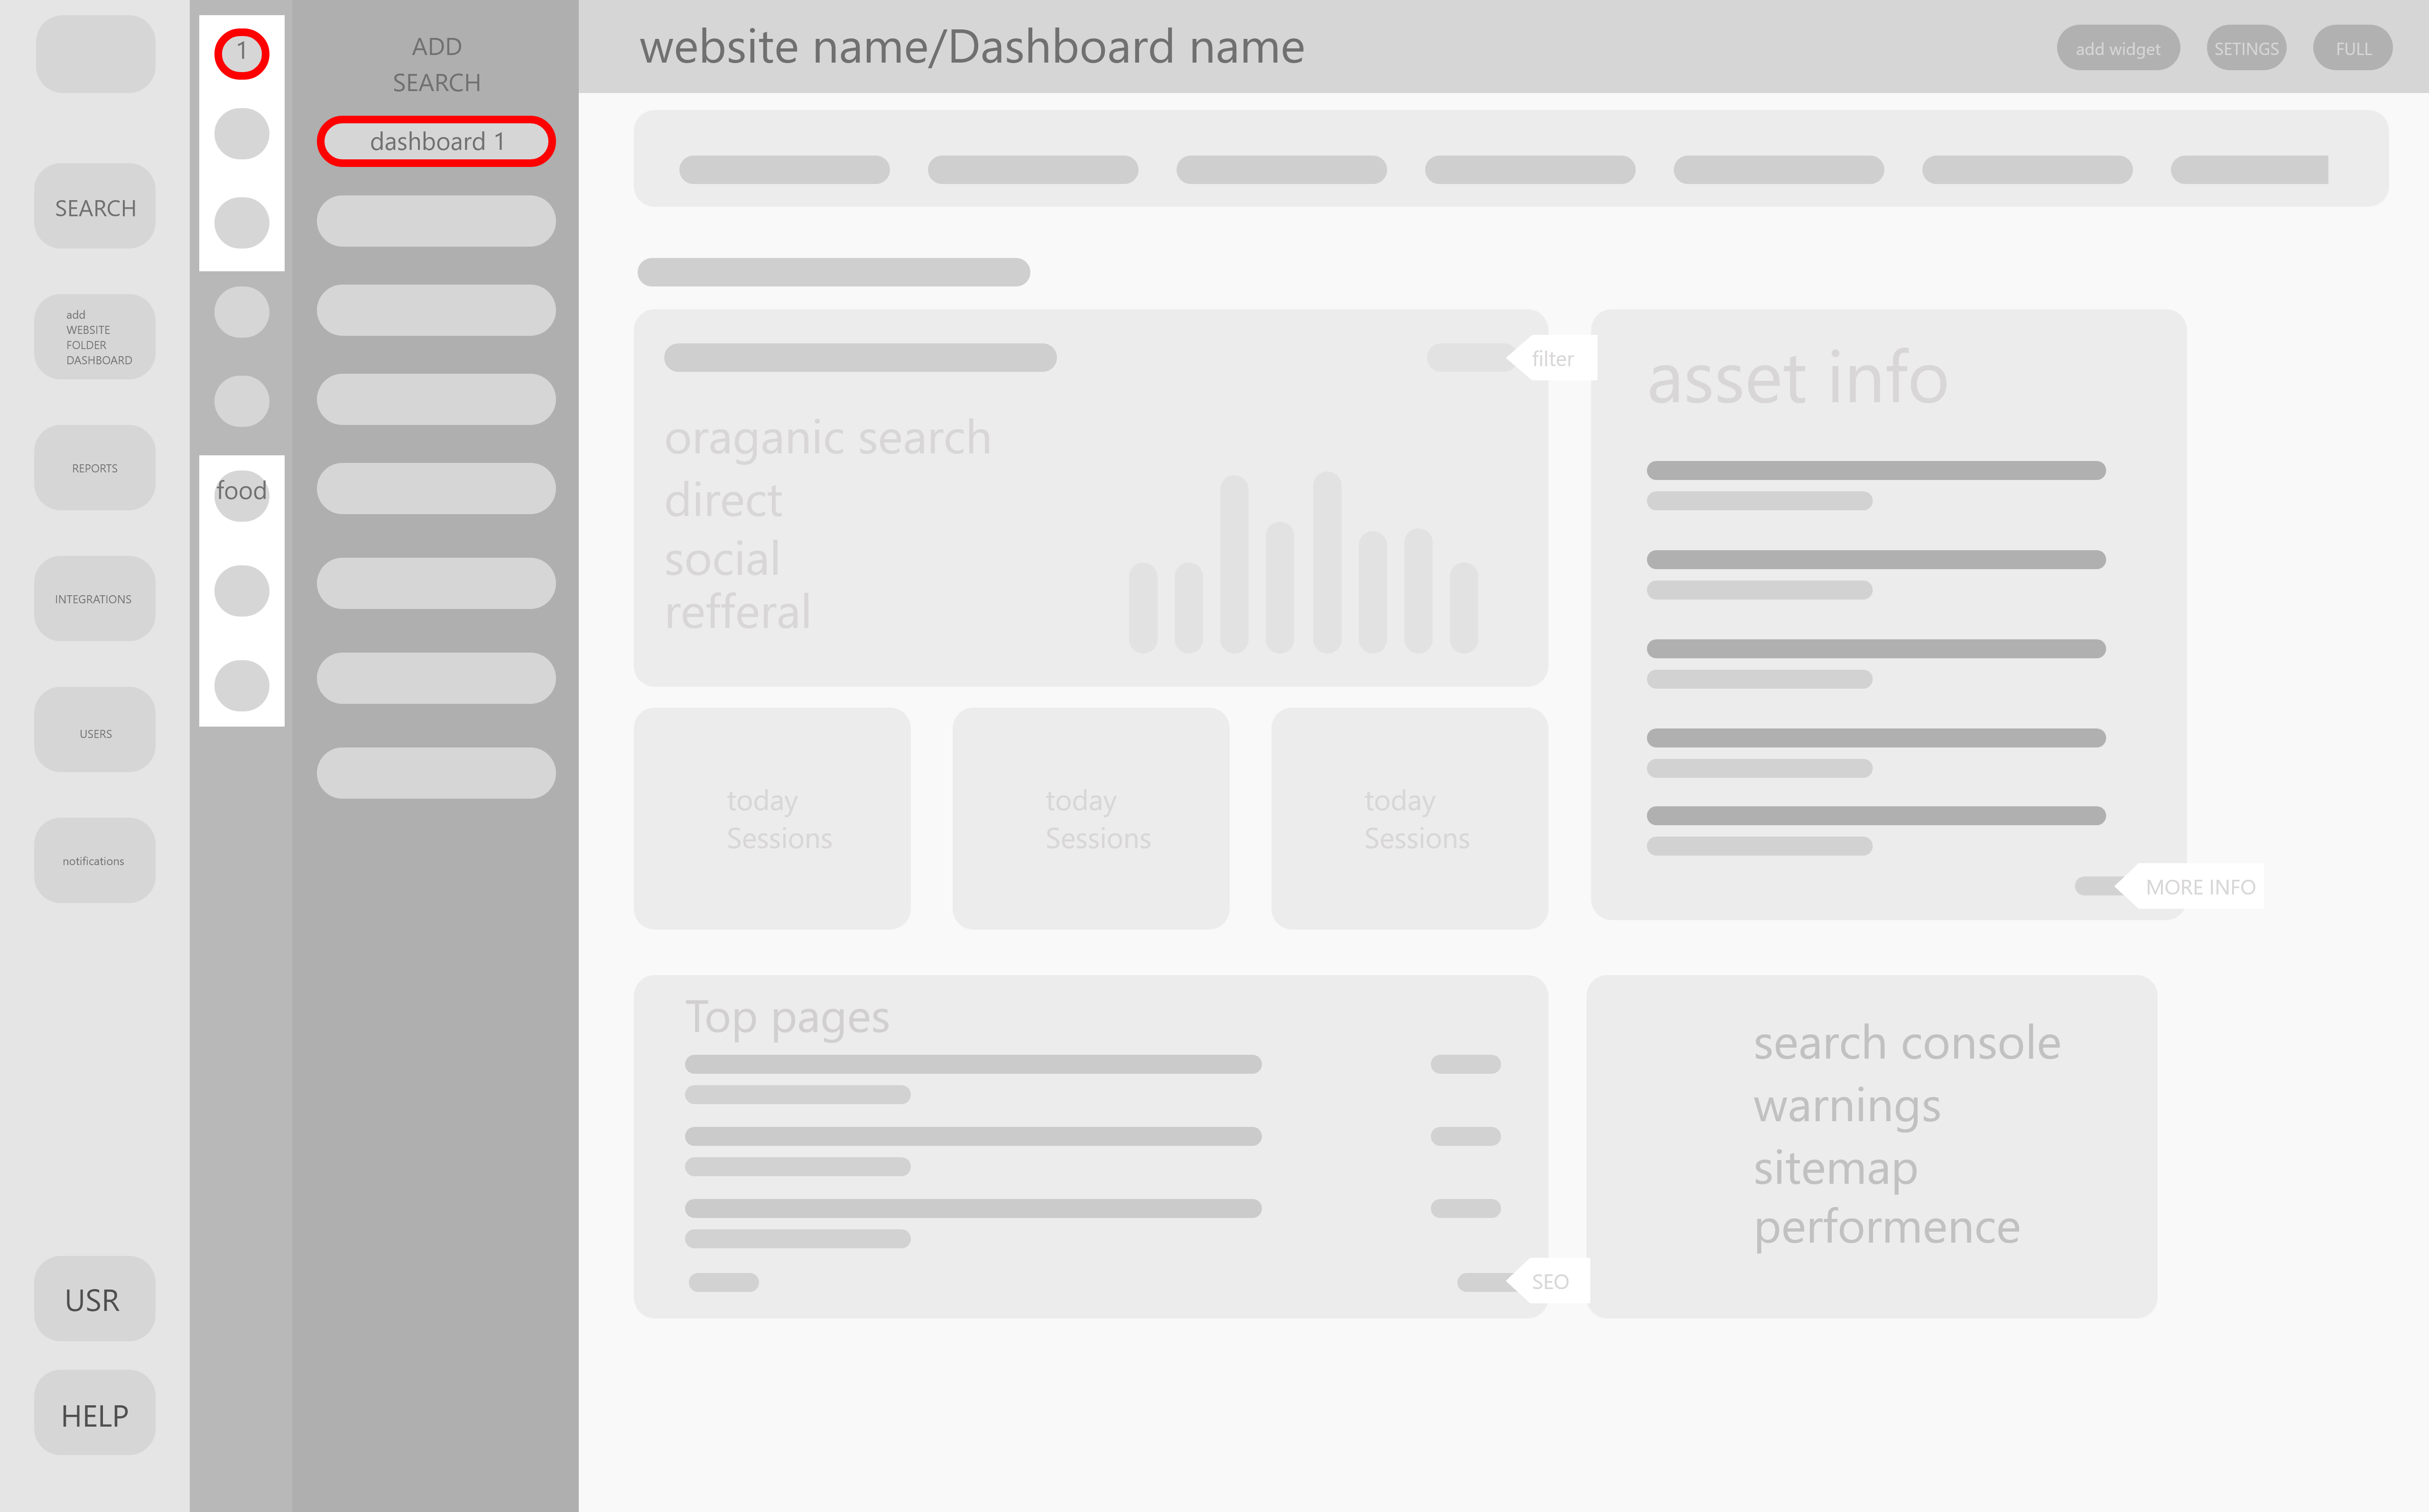 SEARCH
add
WEBSITE
FOLDER
DASHBOARD
REPORTS
INTEGRATIONS
USERS
notifications
USR
HELP
1
food
ADD
SEARCH
dashboard 1
website name/Dashboard name
add widget
SETINGS
FULL
filter
oraganic search
direct
social
refferal
asset info
MORE INFO
today
Sessions
today
Sessions
today
Sessions
Top pages
SEO
search console
warnings
sitemap
performence